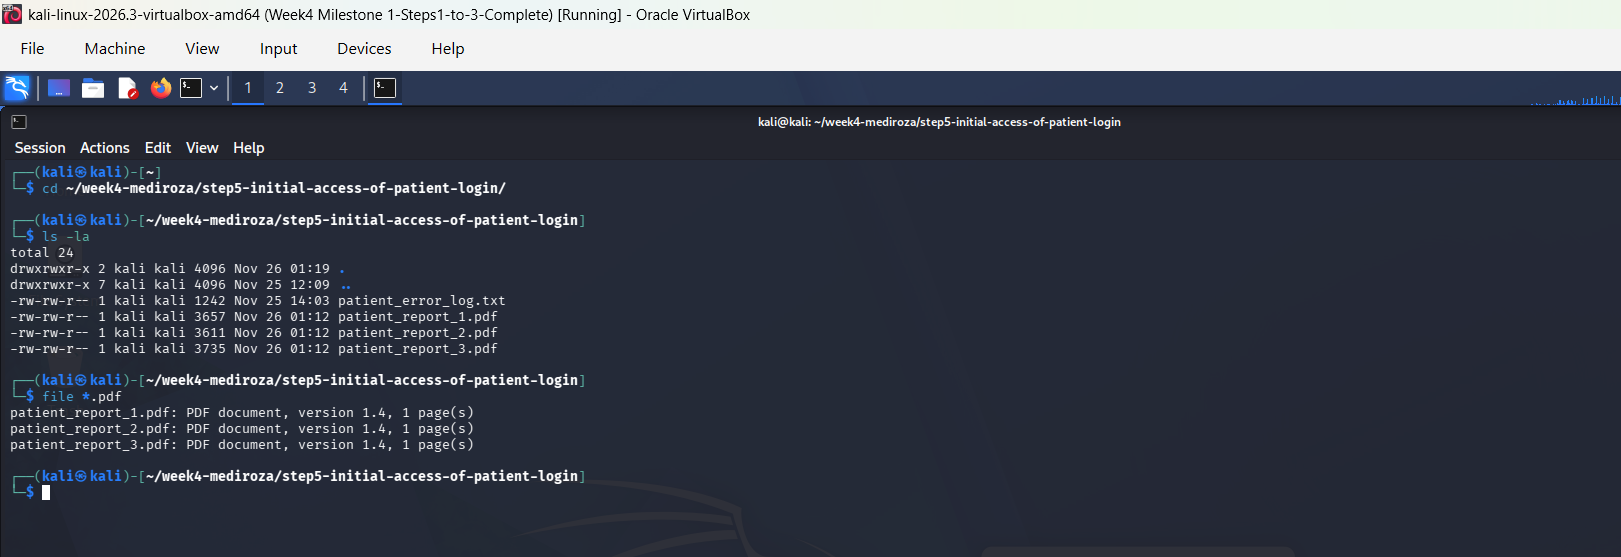 kali-linux-2026.3-virtualbox-amd64 (Week4 Milestone 1-Steps1-to-3-Complete) [Running] - Oracle VirtualBox
File Machine View Input Devices Help
1 2 3 4
kali@kali: ~/week4-mediroza/step5-initial-access-of-patient-login
Session Actions Edit View Help
┌──(kali㉿kali)-[~]
└─$ cd ~/week4-mediroza/step5-initial-access-of-patient-login/
┌──(kali㉿kali)-[~/week4-mediroza/step5-initial-access-of-patient-login]
└─$ ls -la
total 24
drwxrwxr-x 2 kali kali 4096 Nov 26 01:19 .
drwxrwxr-x 7 kali kali 4096 Nov 25 12:09 ..
-rw-rw-r-- 1 kali kali 1242 Nov 25 14:03 patient_error_log.txt
-rw-rw-r-- 1 kali kali 3657 Nov 26 01:12 patient_report_1.pdf
-rw-rw-r-- 1 kali kali 3611 Nov 26 01:12 patient_report_2.pdf
-rw-rw-r-- 1 kali kali 3735 Nov 26 01:12 patient_report_3.pdf
┌──(kali㉿kali)-[~/week4-mediroza/step5-initial-access-of-patient-login]
└─$ file *.pdf
patient_report_1.pdf: PDF document, version 1.4, 1 page(s)
patient_report_2.pdf: PDF document, version 1.4, 1 page(s)
patient_report_3.pdf: PDF document, version 1.4, 1 page(s)
┌──(kali㉿kali)-[~/week4-mediroza/step5-initial-access-of-patient-login]
└─$